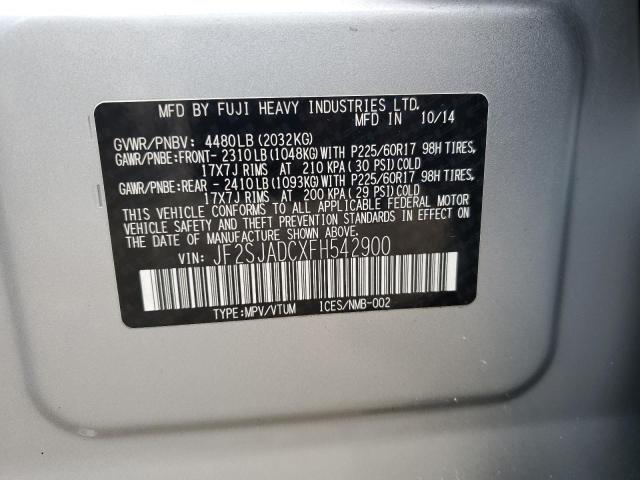 MFD BY FUJI HEAVY INDUSTRIES LTD.
MFD IN 10/14
GVWR/PNBV: 4480LB (2032KG)
GAWR/PNBE:FRONT- 2310LB (1048KG) WITH P225/60R17 98H TIRES,
17X7J RIMS AT 210 KPA (30 PSI) COLD
GAWR/PNBE:REAR - 2410LB (1093KG) WITH P225/60R17 98H TIRES,
17X7J RIMS AT 200 KPA (29 PSI) COLD
THIS VEHICLE CONFORMS TO ALL APPLICABLE FEDERAL MOTOR
VEHICLE SAFETY AND THEFT PREVENTION STANDARDS IN EFFECT
ON THE DATE OF MANUFACTURE SHOWN ABOVE.
VIN: JF2SJADCXFH542900
TYPE:MPV/VTUM ICES/NMB-002